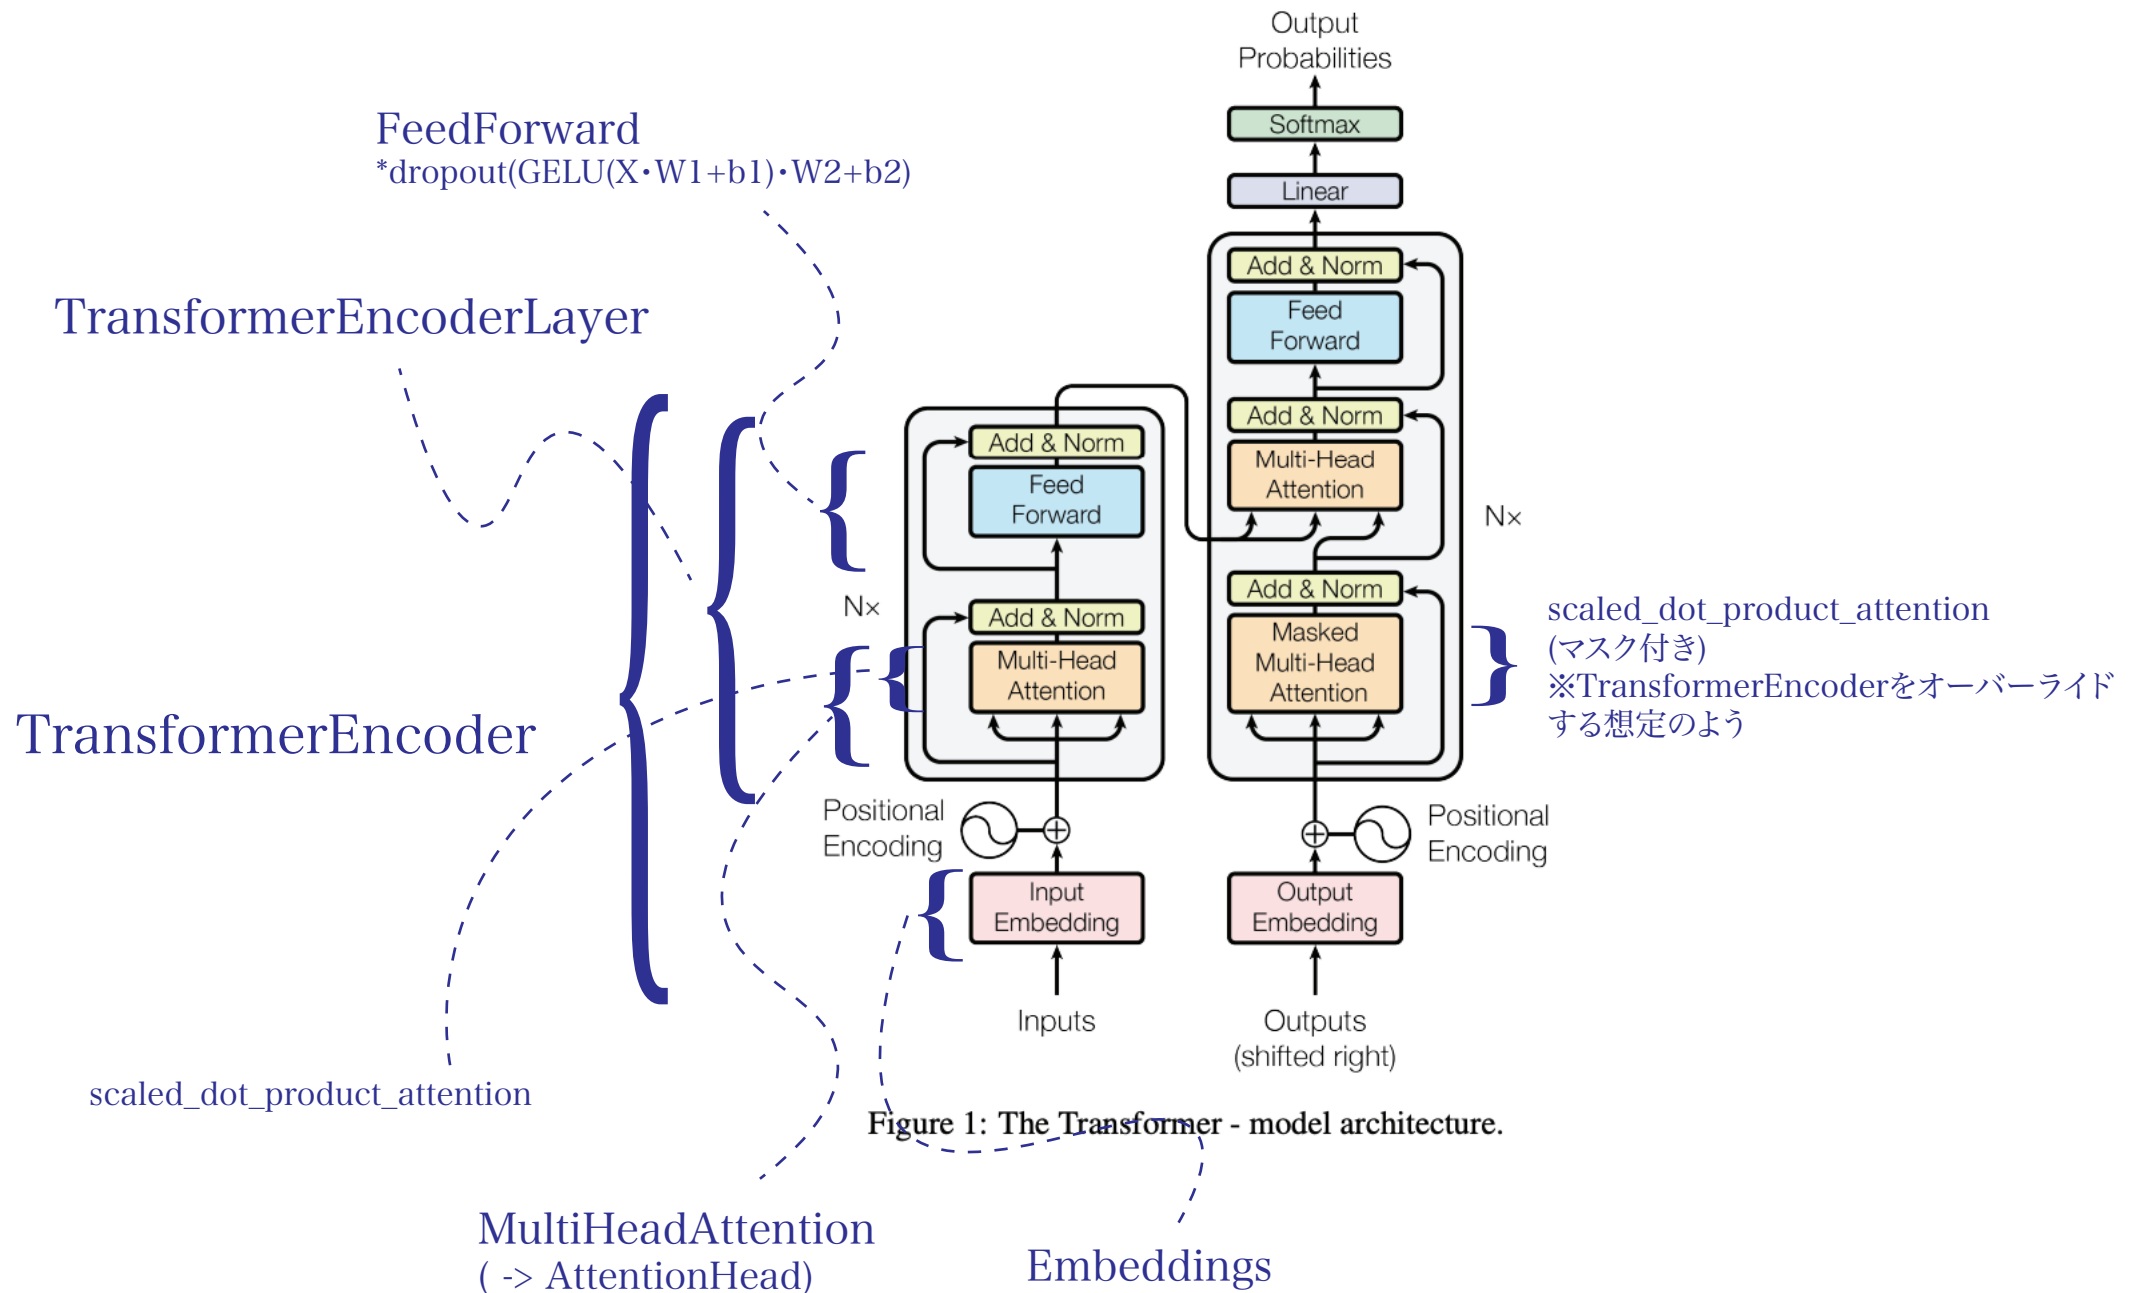 Output
Probabilities
Softmax
Linear
Add & Norm
Feed
Forward
Add & Norm
Multi-Head
Attention
Nx
Add & Norm
Masked
Multi-Head
Attention
Positional
Encoding
Output
Embedding
Outputs
(shifted right)
Add & Norm
Feed
Forward
Nx
Add & Norm
Multi-Head
Attention
Positional
Encoding
Input
Embedding
Inputs
FeedForward
*dropout(GELU(X・W1+b1)・W2+b2)
TransformerEncoderLayer
TransformerEncoder
scaled_dot_product_attention
scaled_dot_product_attention
(マスク付き)
※TransformerEncoderをオーバーライド
する想定のよう
Figure 1: The Transformer - model architecture.
MultiHeadAttention
( -> AttentionHead)
Embeddings